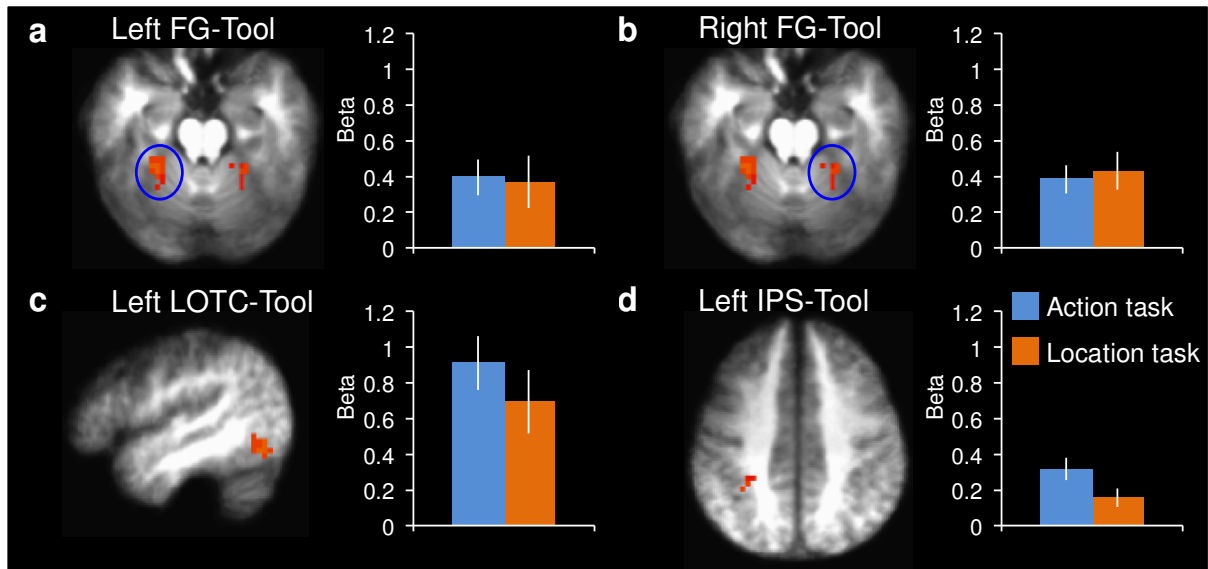 a
Left FG-Tool
1.2
1
0.8
0.6
0.4
0.2
0
Beta
b
Right FG-Tool
1.2
1
0.8
0.6
0.4
0.2
0
Beta
c
Left LOTC-Tool
1.2
1
0.8
0.6
0.4
0.2
0
Beta
d
Left IPS-Tool
1.2
1
0.8
0.6
0.4
0.2
0
Beta
Action task
Location task